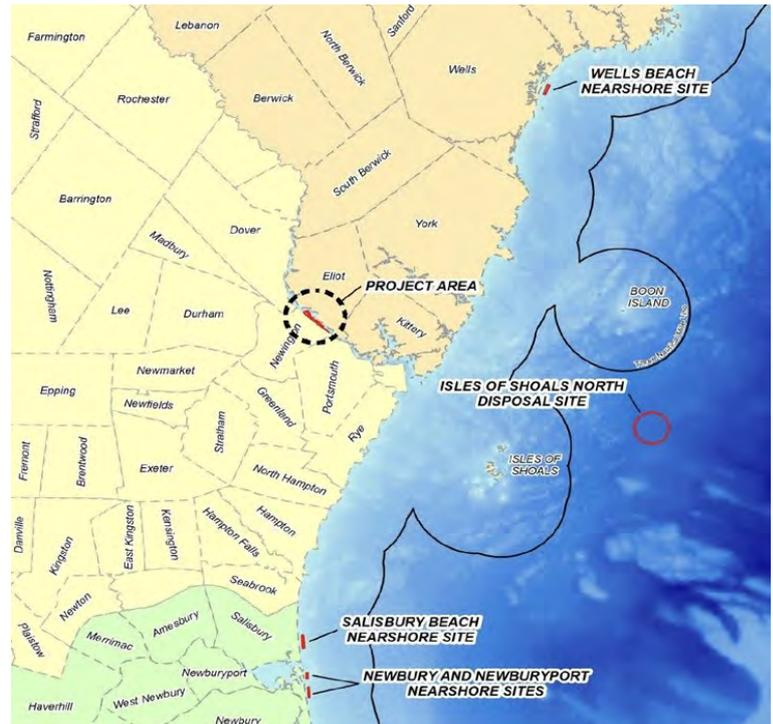 Farmington
Lebanon
North Berwick
Sanford
Wells
WELLS BEACH
NEARSHORE SITE
Rochester
Berwick
Strafford
South Berwick
Barrington
York
Dover
Madbury
Eliot
PROJECT AREA
BOON
ISLAND
Nottingham
Lee
Durham
Newington
Kittery
Three Nautical Mile Line
Newmarket
ISLES OF SHOALS NORTH
DISPOSAL SITE
Epping
Newfields
Stratham
Greenland
Portsmouth
Rye
Fremont
Brentwood
Exeter
North Hampton
ISLES OF
SHOALS
Danville
Kingston
East Kingston
Kensington
Hampton Falls
Hampton
Seabrook
Newton
Plaistow
Merrimac
Amesbury
Salisbury
SALISBURY BEACH
NEARSHORE SITE
Newburyport
NEWBURY AND NEWBURYPORT
NEARSHORE SITES
West Newbury
Haverhill
Newbury